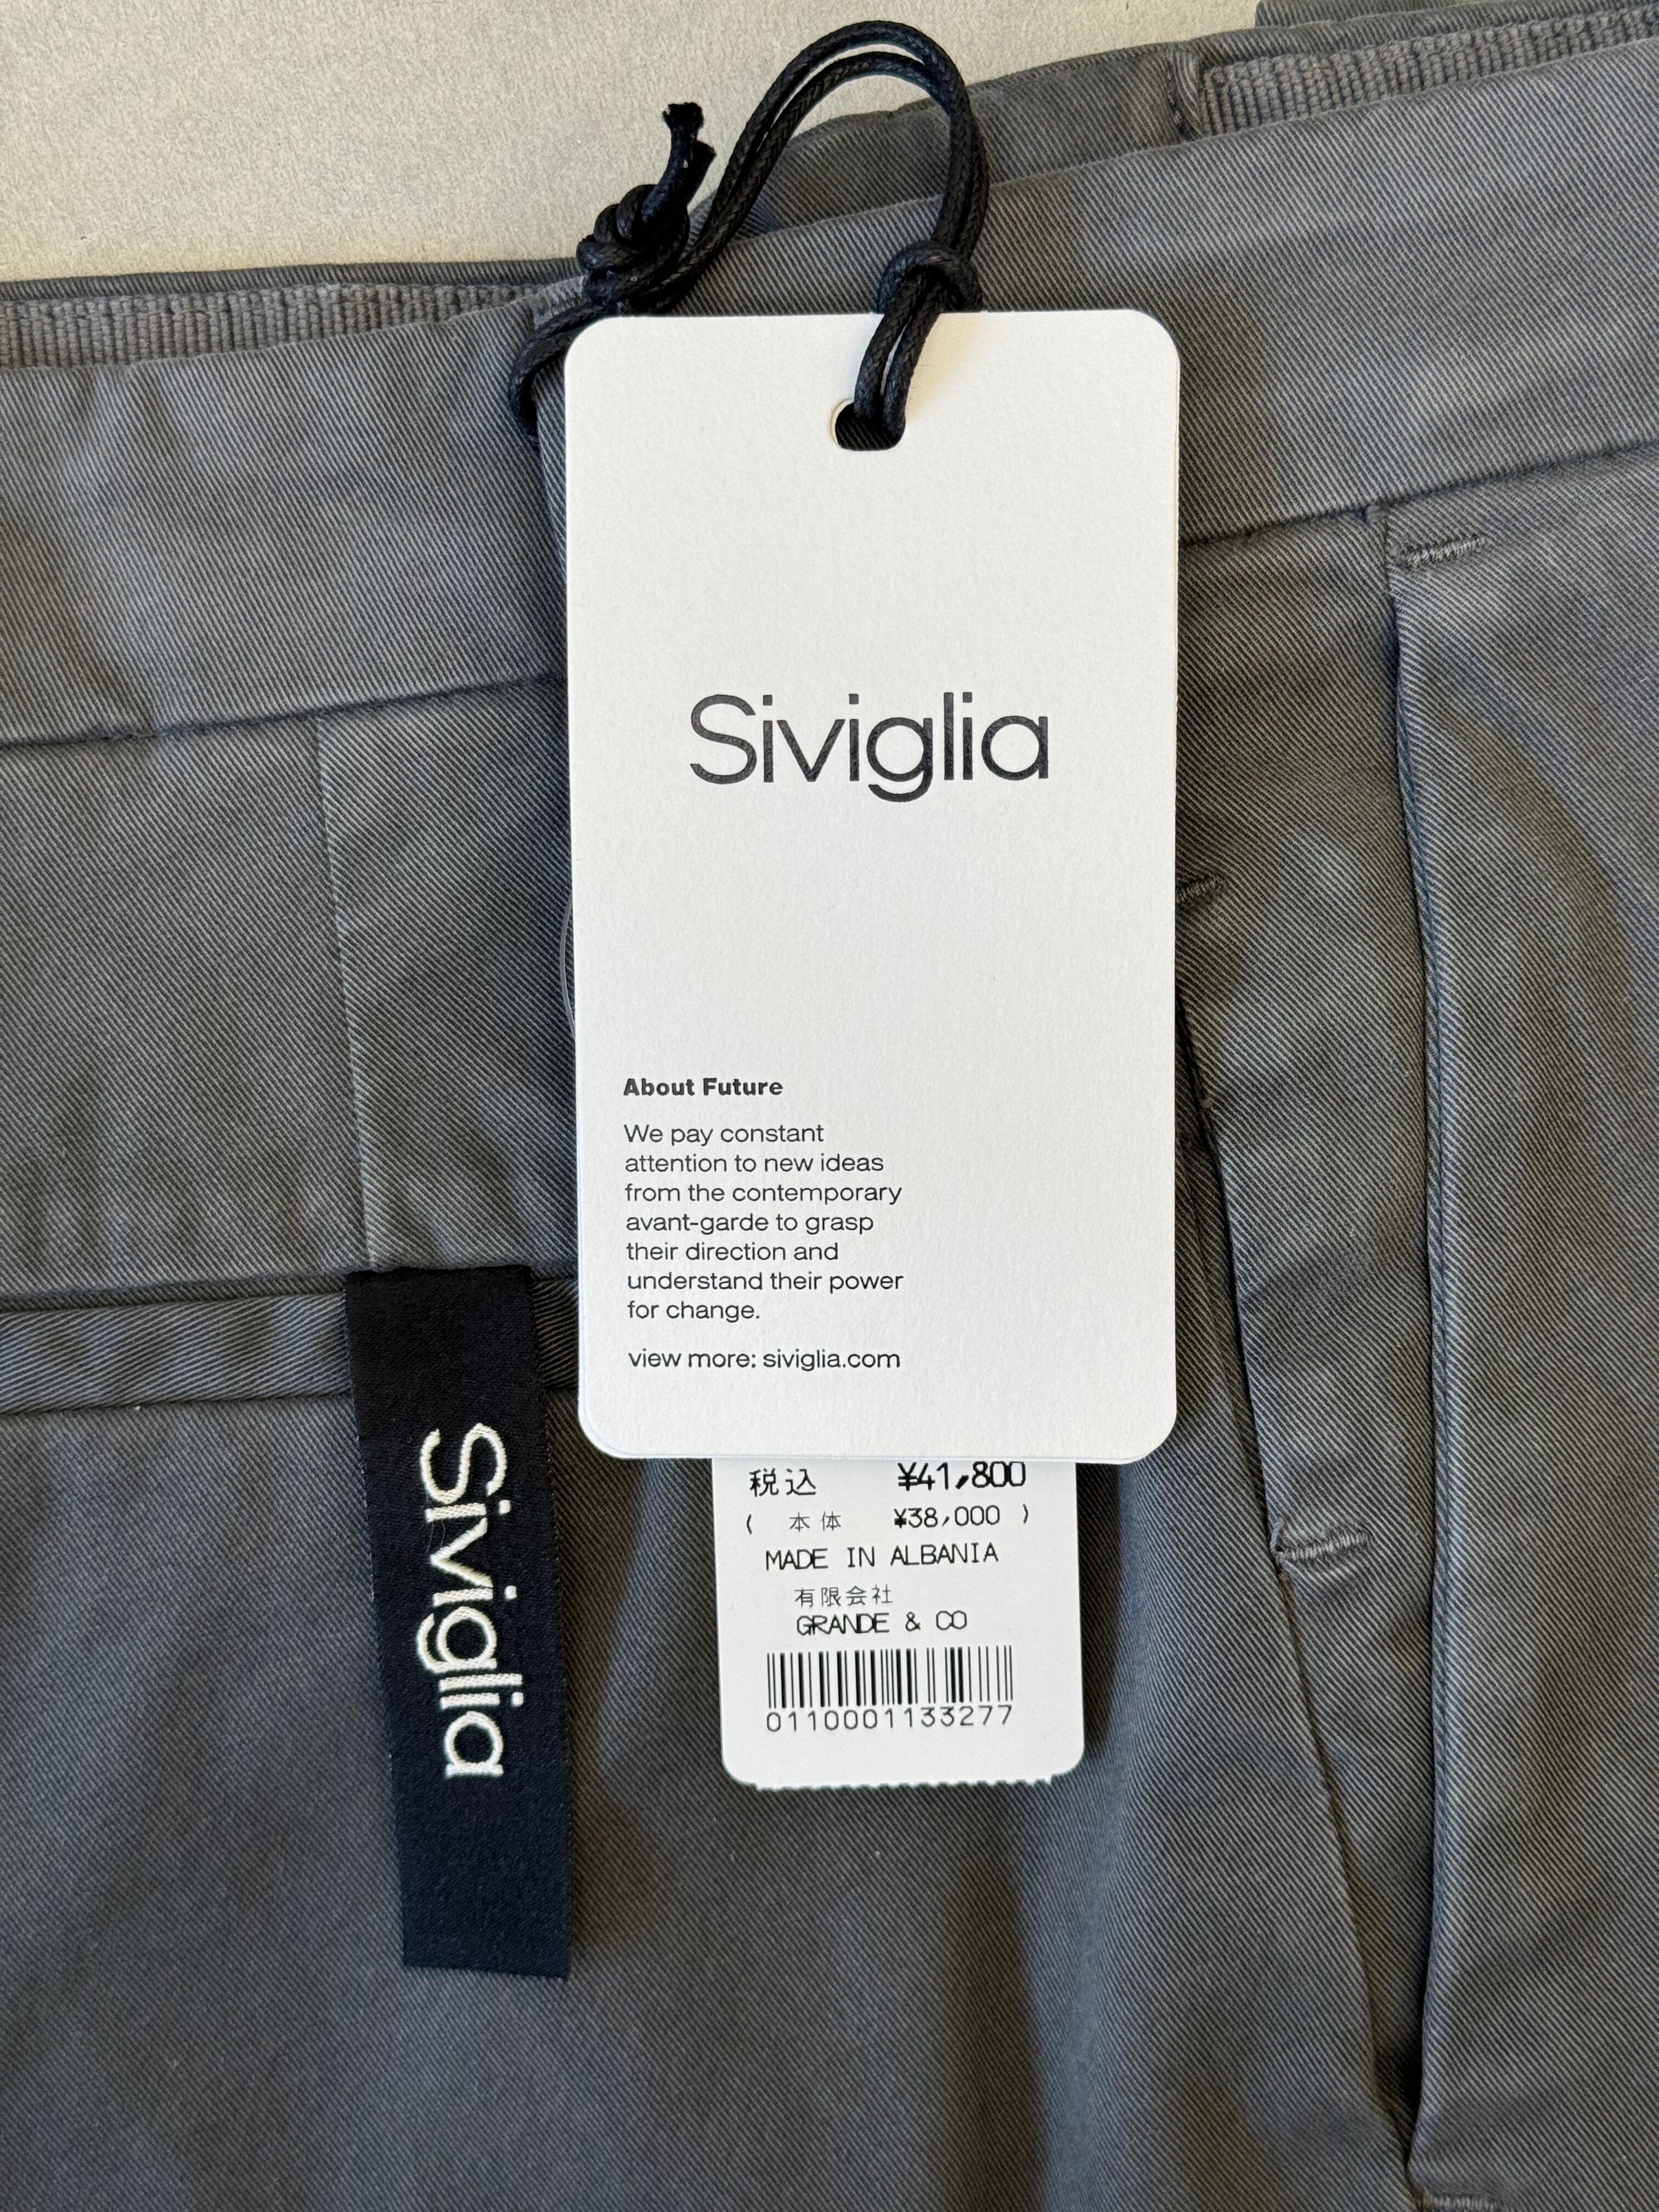 Siviglia
About Future
We pay constant
attention to new ideas
from the contemporary
avant-garde to grasp
their direction and
understand their power
for change.
view more: siviglia.com
Siviglia
税込 ¥41,800
( 本体 ¥38,000 )
MADE IN ALBANIA
有限会社
GRANDE & CO
0110001133277